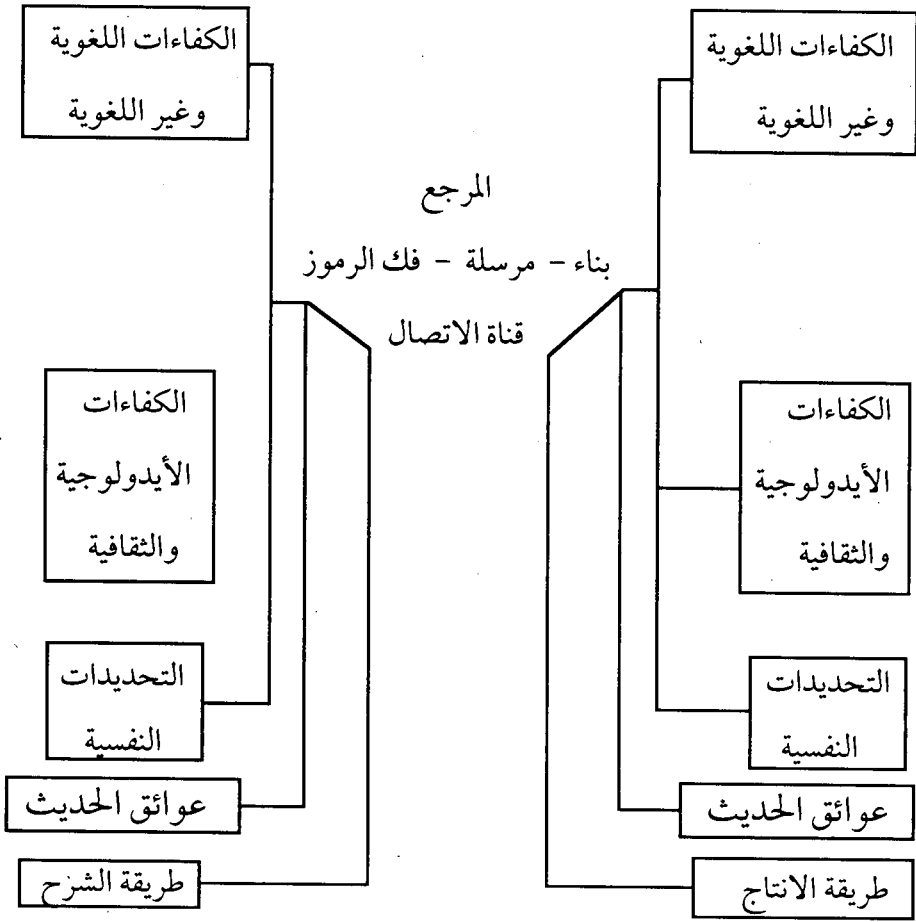 الكفاءات اللغوية
وغير اللغوية
الكفاءات اللغوية
وغير اللغوية
المرجع
بناء - مرسلة - فك الرموز
قناة الاتصال
الكفاءات
الأيدولوجية
والثقافية
الكفاءات
الأيدولوجية
والثقافية
التحديدات
النفسية
التحديدات
النفسية
عوائق الحديث
عوائق الحديث
طريقة الانتاج
طريقة الشزح